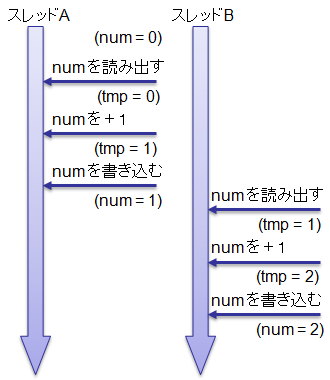 スレッドA
スレッドB
(num = 0)
numを読み出す
(tmp = 0)
numを＋1
(tmp = 1)
numを書き込む
(num = 1)
numを読み出す
(tmp = 1)
numを＋1
(tmp = 2)
numを書き込む
(num = 2)